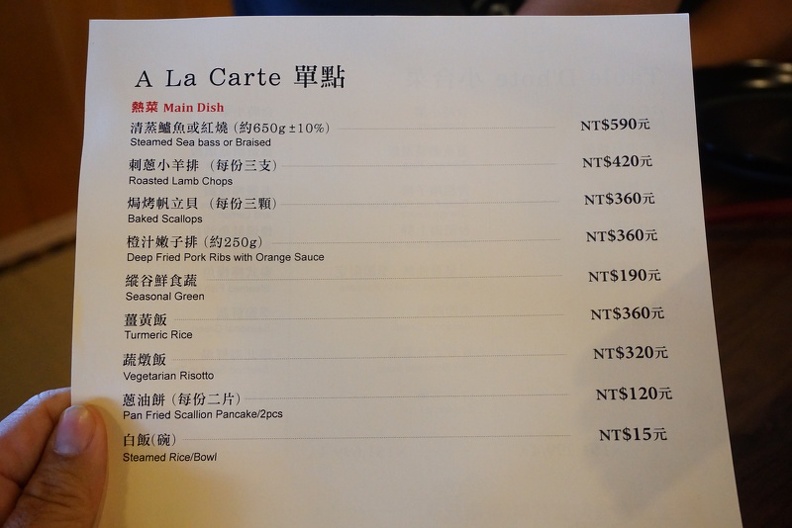 A La Carte 單點
熱菜 Main Dish
清蒸鱸魚或紅燒 (約650g±10%) NT$590元
Steamed Sea bass or Braised
刺蔥小羊排 (每份三支) NT$420元
Roasted Lamb Chops
焗烤帆立貝 (每份三顆) NT$360元
Baked Scallops
橙汁嫩子排 (約250g) NT$360元
Deep Fried Pork Ribs with Orange Sauce
縱谷鮮食蔬 NT$190元
Seasonal Green
薑黃飯 NT$360元
Turmeric Rice
蔬燉飯 NT$320元
Vegetarian Risotto
蔥油餅 (每份二片) NT$120元
Pan Fried Scallion Pancake/2pcs
白飯(碗) NT$15元
Steamed Rice/Bowl